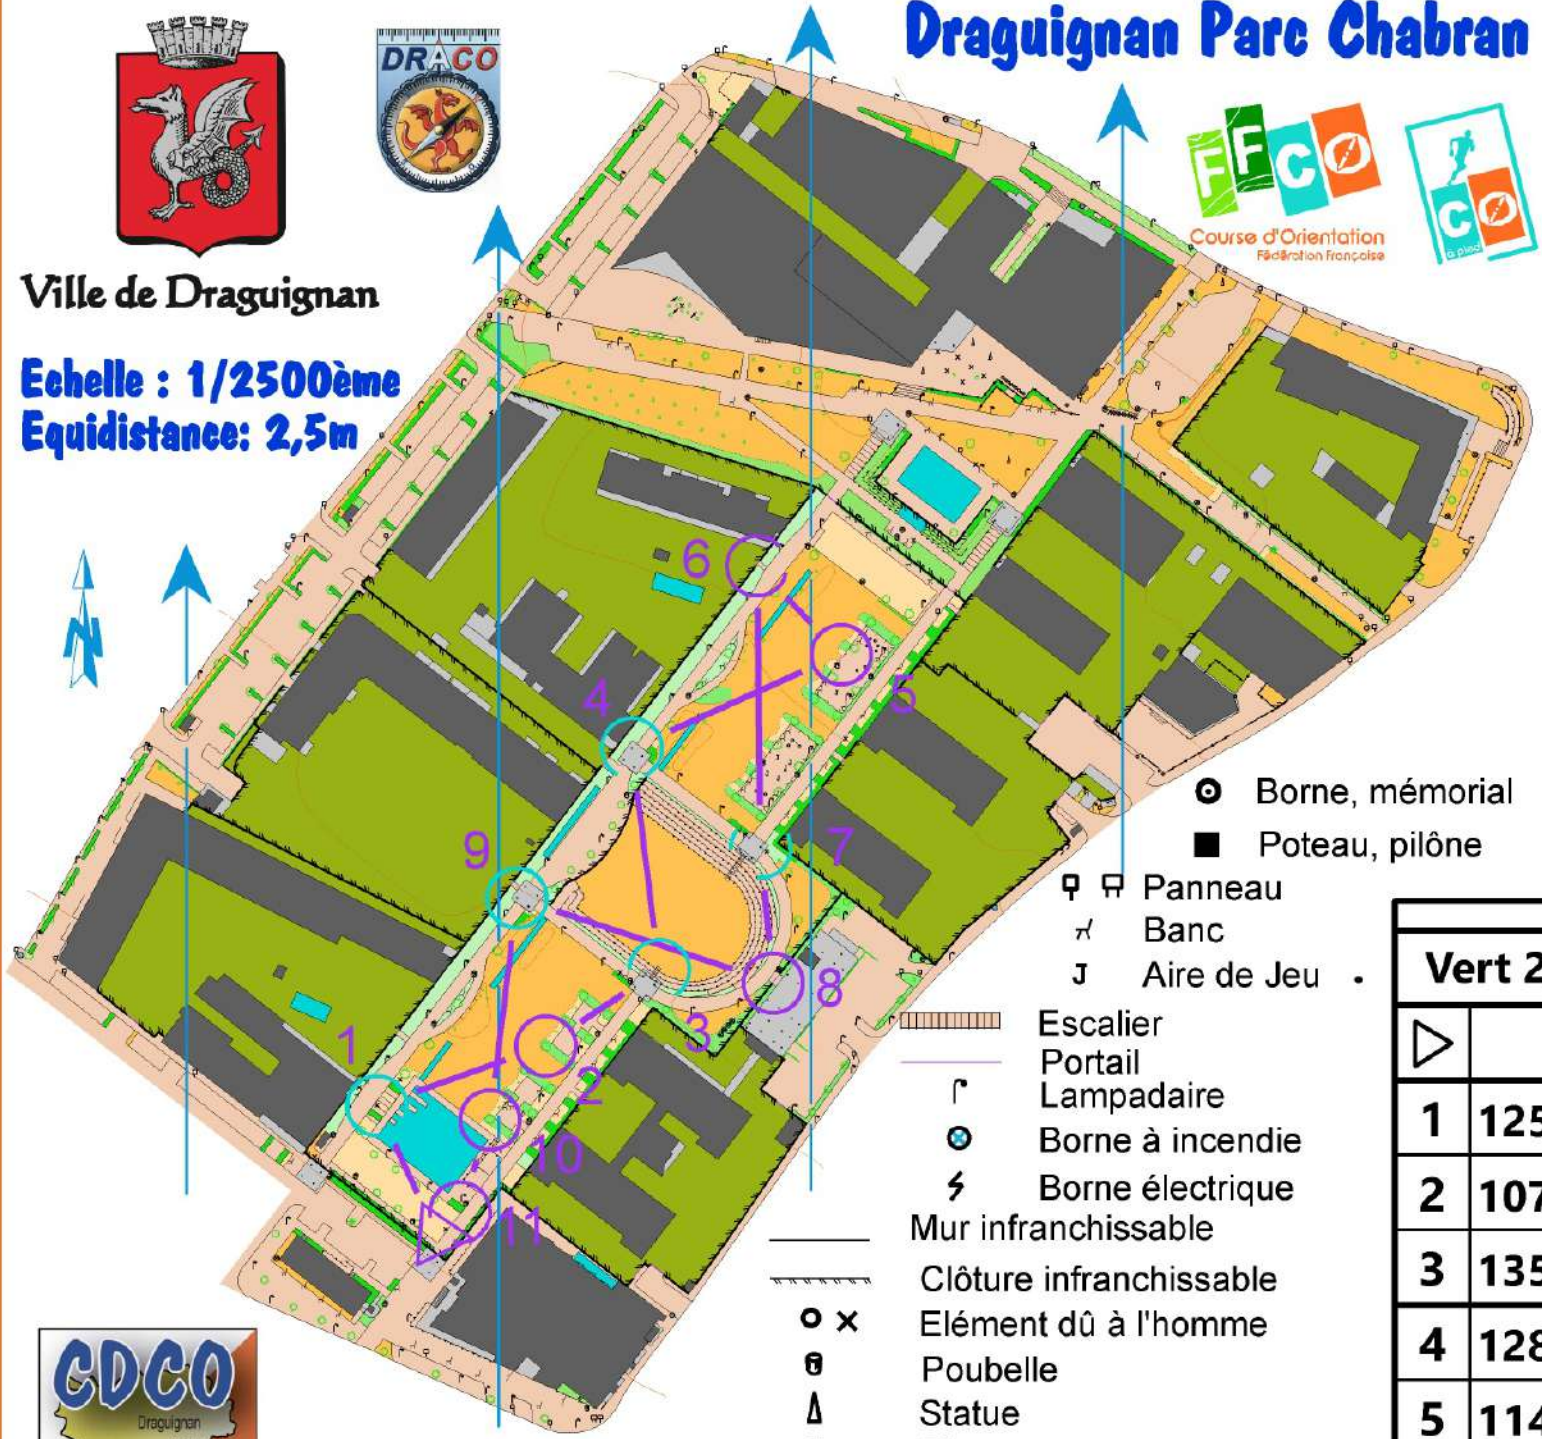 Draguignan Parc Chabran
DRACO
FFCO
Course d'Orientation
Fédération Française
CO
à pied
Ville de Draguignan
Echelle : 1/2500ème
Equidistance: 2,5m
N
6
4
5
9
7
8
3
1
2
10
11
Borne, mémorial
Poteau, pilône
Panneau
Banc
J Aire de Jeu .
Escalier
Portail
Lampadaire
Borne à incendie
Borne électrique
Mur infranchissable
Clôture infranchissable
Elément dû à l'homme
Poubelle
Statue
Vert 2
1 125
2 107
3 135
4 128
5 114
CDCO
Draguignan